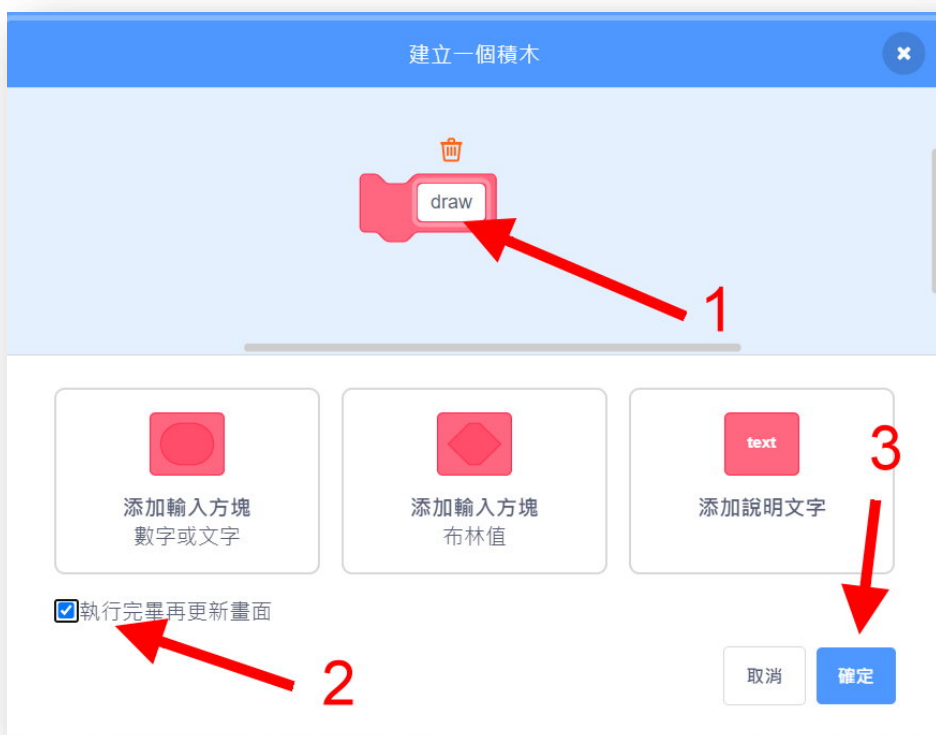 建立一個積木
draw
1
text
3
添加輸入方塊
數字或文字
添加輸入方塊
布林值
添加說明文字
執行完畢再更新畫面
2
取消
確定